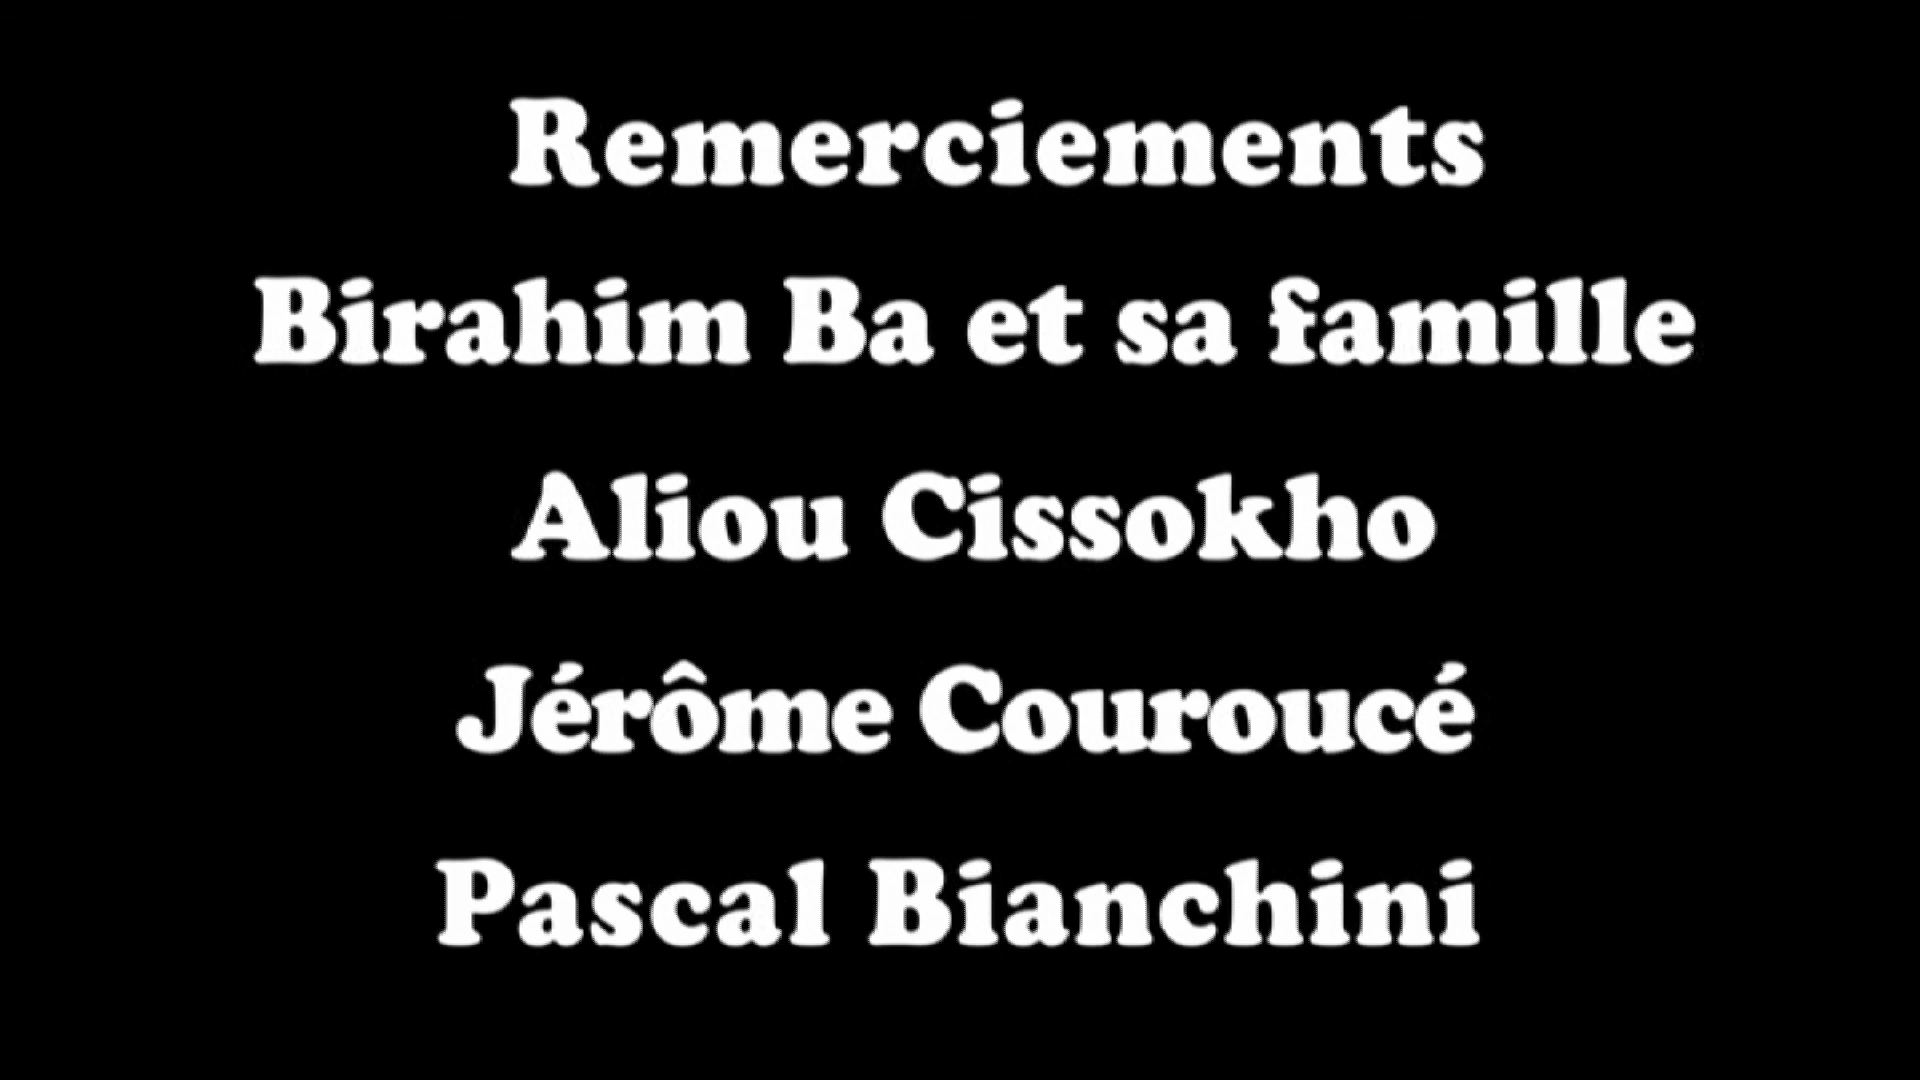 Remerciements
Birahim Ba et sa famille
Aliou Cissokho
Jérôme Couroucé
Pascal Bianchini